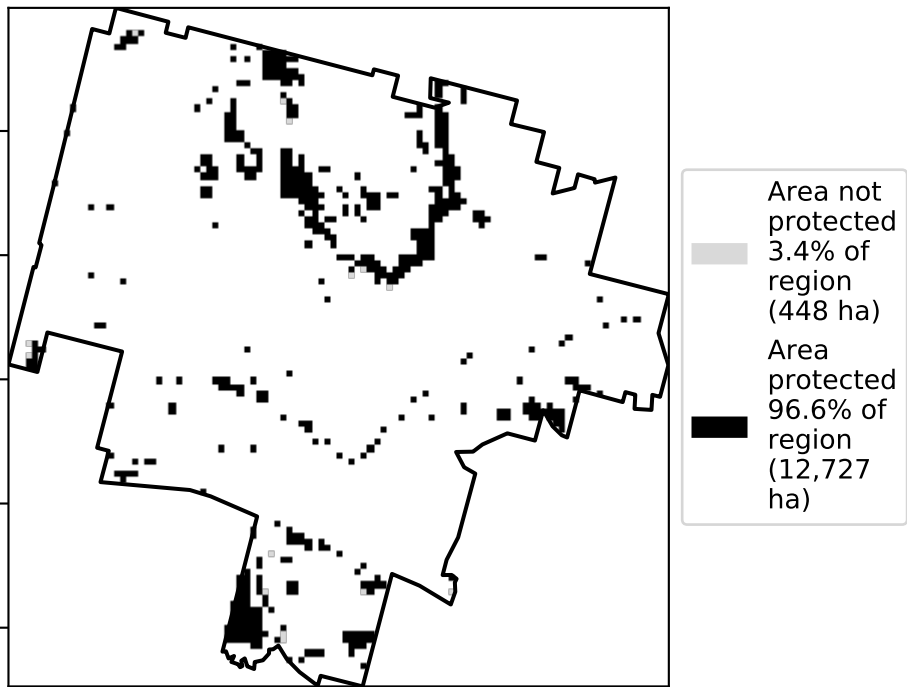 Area not
protected
3.4% of
region
(448 ha)
Area
protected
96.6% of
region
(12,727
ha)